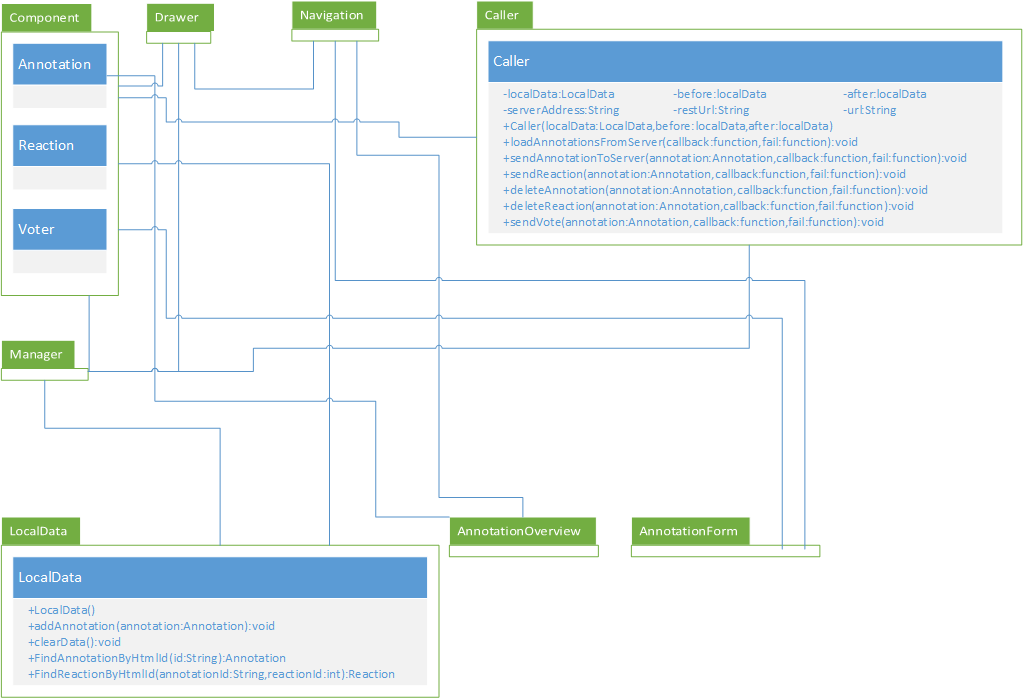 Component
Drawer
Navigation
Caller
Annotation
Reaction
Voter
Caller
-localData:LocalData -before:localData -after:localData
-serverAddress:String -restUrl:String -url:String
+Caller(localData:LocalData,before:localData,after:localData)
+loadAnnotationsFromServer(callback:function,fail:function):void
+sendAnnotationToServer(annotation:Annotation,callback:function,fail:function):void
+sendReaction(annotation:Annotation,callback:function,fail:function):void
+deleteAnnotation(annotation:Annotation,callback:function,fail:function):void
+deleteReaction(annotation:Annotation,callback:function,fail:function):void
+sendVote(annotation:Annotation,callback:function,fail:function):void
Manager
LocalData
AnnotationOverview
AnnotationForm
LocalData
+LocalData()
+addAnnotation(annotation:Annotation):void
+clearData():void
+FindAnnotationByHtmlId(id:String):Annotation
+FindReactionByHtmlId(annotationId:String,reactionId:int):Reaction